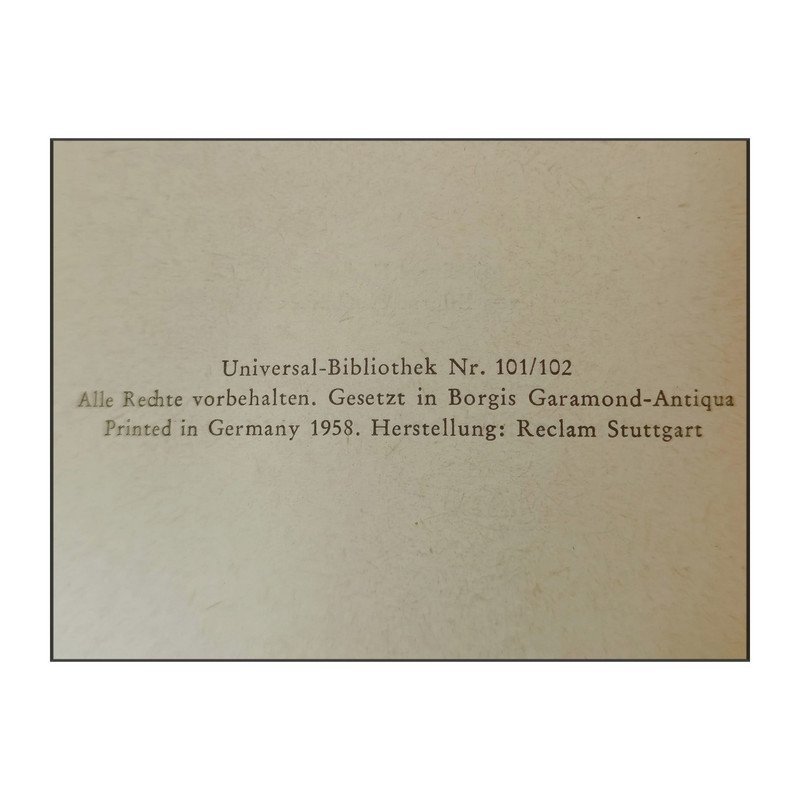 Universal-Bibliothek Nr. 101/102
Alle Rechte vorbehalten. Gesetzt in Borgis Garamond-Antiqua
Printed in Germany 1958. Herstellung: Reclam Stuttgart